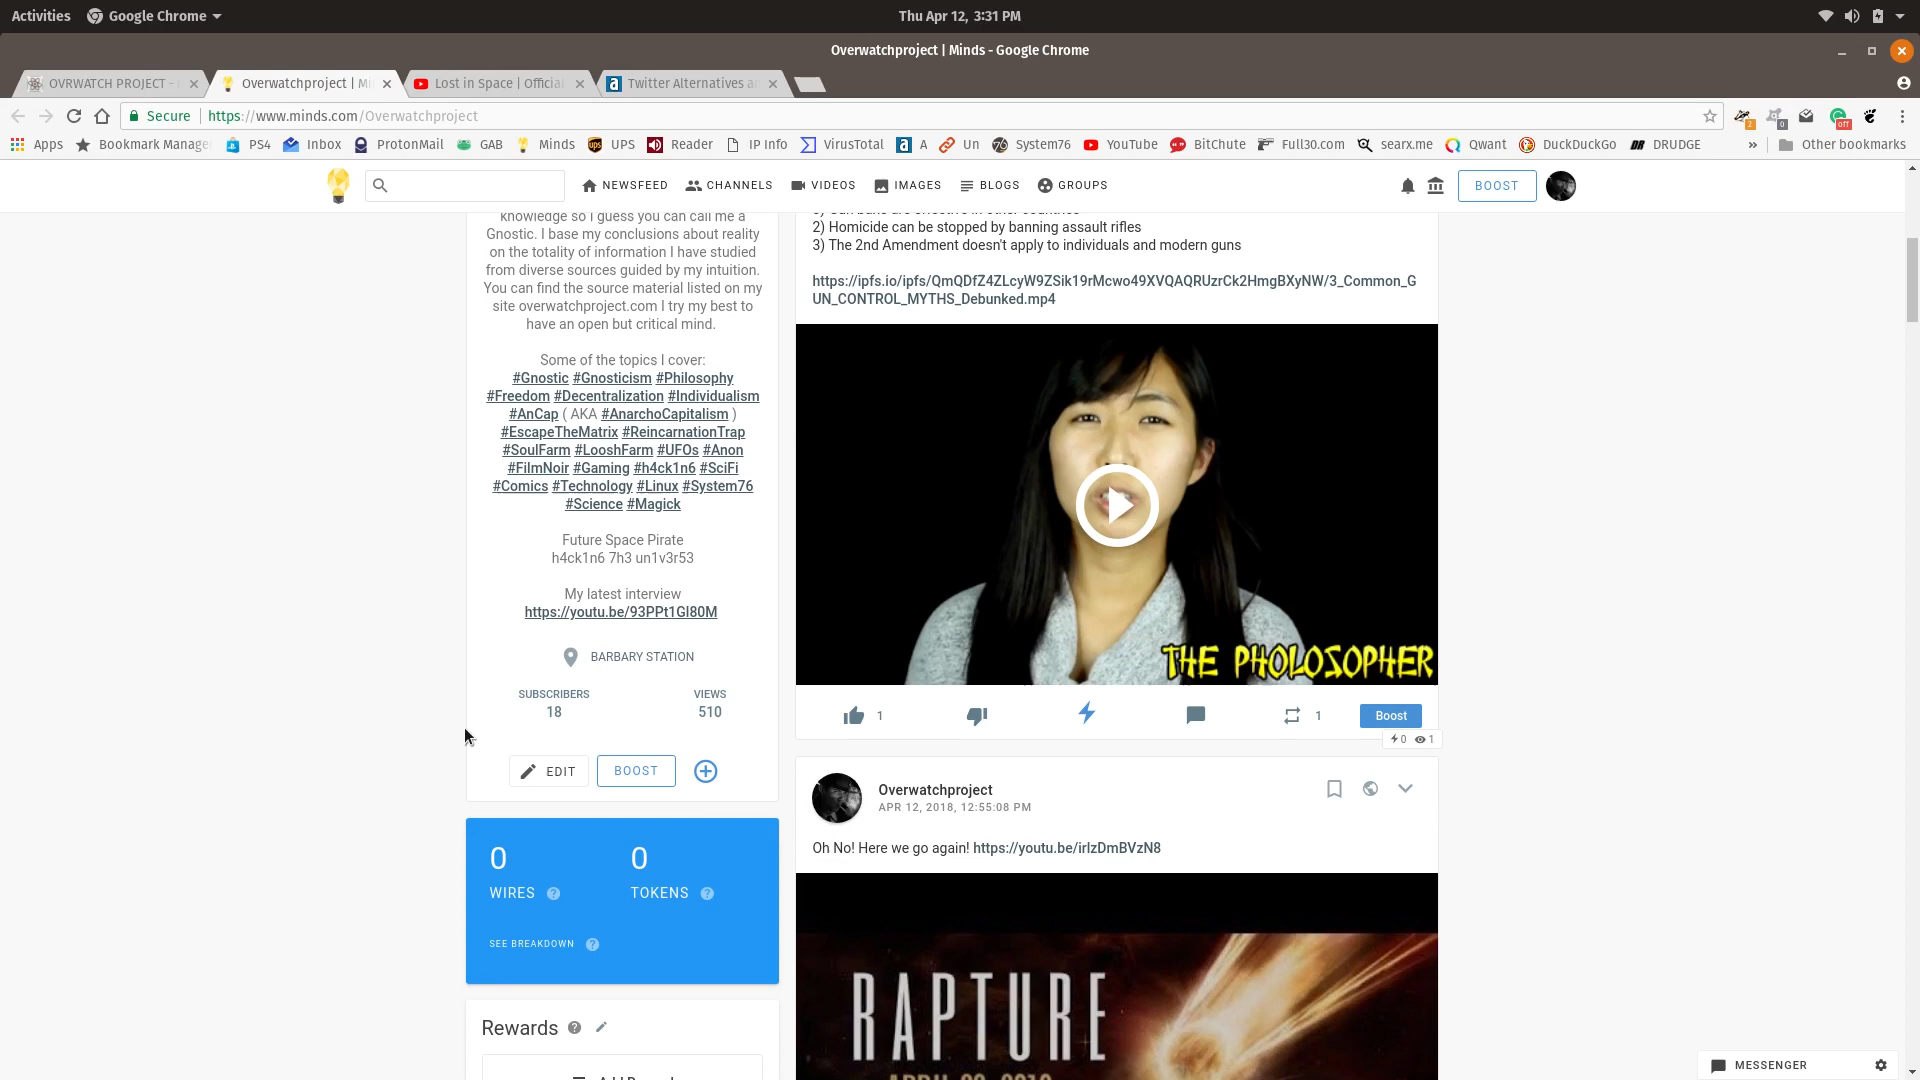 Activities Google Chrome Thu Apr 12, 3:31 PM
Overwatchproject | Minds - Google Chrome
OVRWATCH PROJECT - Overwatchproject | Mi Lost in Space | Official Twitter Alternatives an
Secure https://www.minds.com/Overwatchproject
Apps Bookmark Manager PS4 Inbox ProtonMail GAB Minds UPS Reader IP Info VirusTotal A Un System76 YouTube BitChute Full30.com searx.me Qwant DuckDuckGo DRUDGE » Other bookmarks
NEWSFEED CHANNELS VIDEOS IMAGES BLOGS GROUPS BOOST
knowledge so I guess you can call me a
Gnostic. I base my conclusions about reality
on the totality of information I have studied
from diverse sources guided by my intuition.
You can find the source material listed on my
site overwatchproject.com I try my best to
have an open but critical mind.
Some of the topics I cover:
#Gnostic #Gnosticism #Philosophy
#Freedom #Decentralization #Individualism
#AnCap ( AKA #AnarchoCapitalism )
#EscapeTheMatrix #ReincarnationTrap
#SoulFarm #LooshFarm #UFOs #Anon
#FilmNoir #Gaming #h4ck1n6 #SciFi
#Comics #Technology #Linux #System76
#Science #Magick
Future Space Pirate
h4ck1n6 7h3 un1v3r53
My latest interview
https://youtu.be/93PPt1Gl80M
BARBARY STATION
SUBSCRIBERS VIEWS
18 510
EDIT BOOST
0 0
WIRES TOKENS
SEE BREAKDOWN
Rewards
2) Homicide can be stopped by banning assault rifles
3) The 2nd Amendment doesn't apply to individuals and modern guns
https://ipfs.io/ipfs/QmQDfZ4ZLcyW9ZSik19rMcwo49XVQAQRUzrCk2HmgBXyNW/3_Common_G
UN_CONTROL_MYTHS_Debunked.mp4
THE PHOLOSOPHER
1 1 Boost
0 1
Overwatchproject
APR 12, 2018, 12:55:08 PM
Oh No! Here we go again! https://youtu.be/irlzDmBVzN8
RAPTURE
MESSENGER